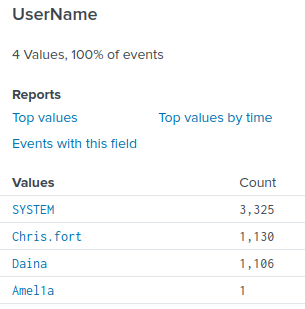 UserName
4 Values, 100% of events
Reports
Top values Top values by time
Events with this field
Values Count
SYSTEM 3,325
Chris.fort 1,130
Daina 1,106
Amel1a 1